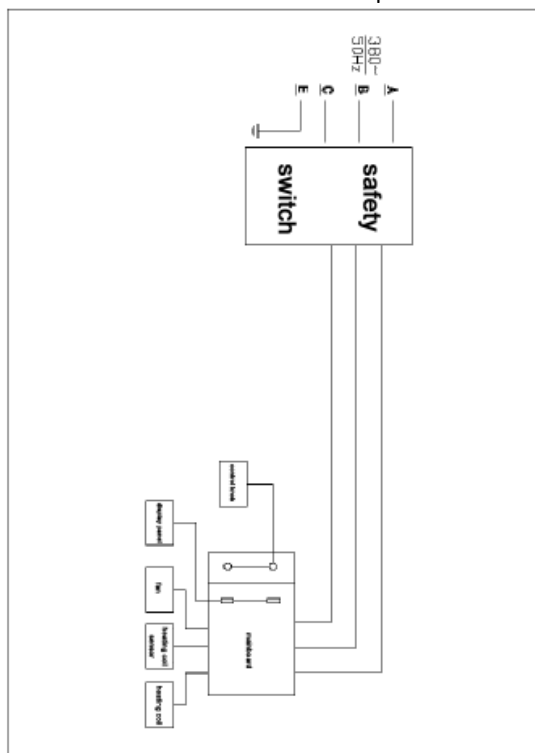 380~
50Hz
A
B
C
E
safety
switch
control knob
display panel
fan
heating coil
sensor
heating coil
mainboard